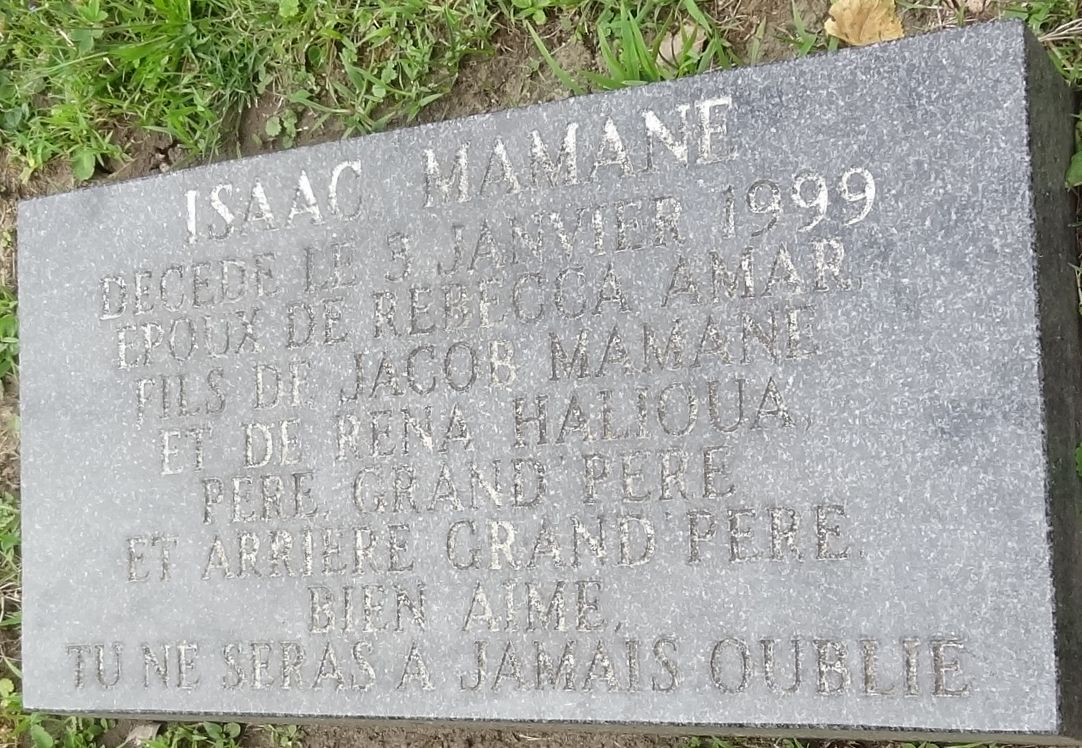 ISAAC MAMANE
DECEDE LE 3 JANVIER 1999
EPOUX DE REBECCA AMAR,
FILS DE JACOB MAMANE
ET DE RENA HALIOUA,
PERE, GRAND PERE
ET ARRIERE GRAND PERE,
BIEN AIME,
TU NE SERAS A JAMAIS OUBLIE